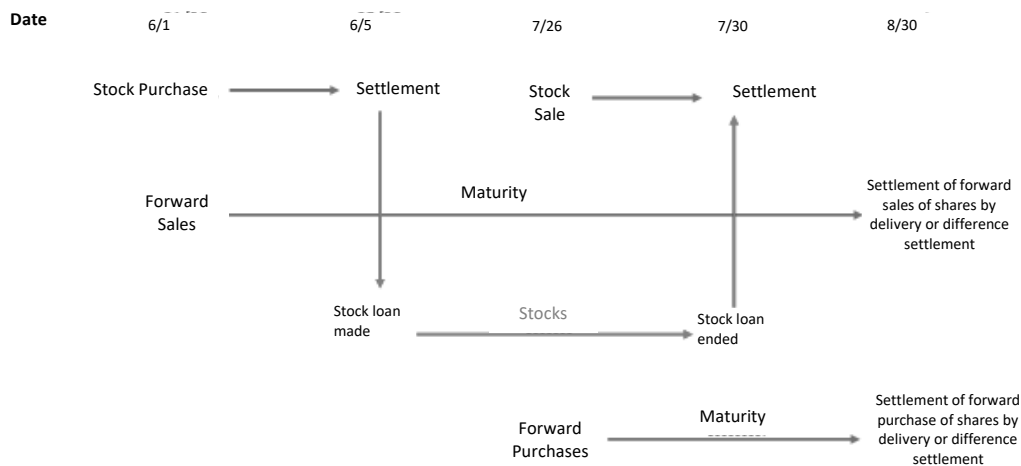 Date
6/1 6/5 7/26 7/30 8/30
Stock Purchase
Settlement
Stock
Sale
Settlement
Forward
Sales
Maturity
Settlement of forward
sales of shares by
delivery or difference
settlement
Stock loan
made
Stocks
Stock loan
ended
Forward
Purchases
Maturity
Settlement of forward
purchase of shares by
delivery or difference
settlement